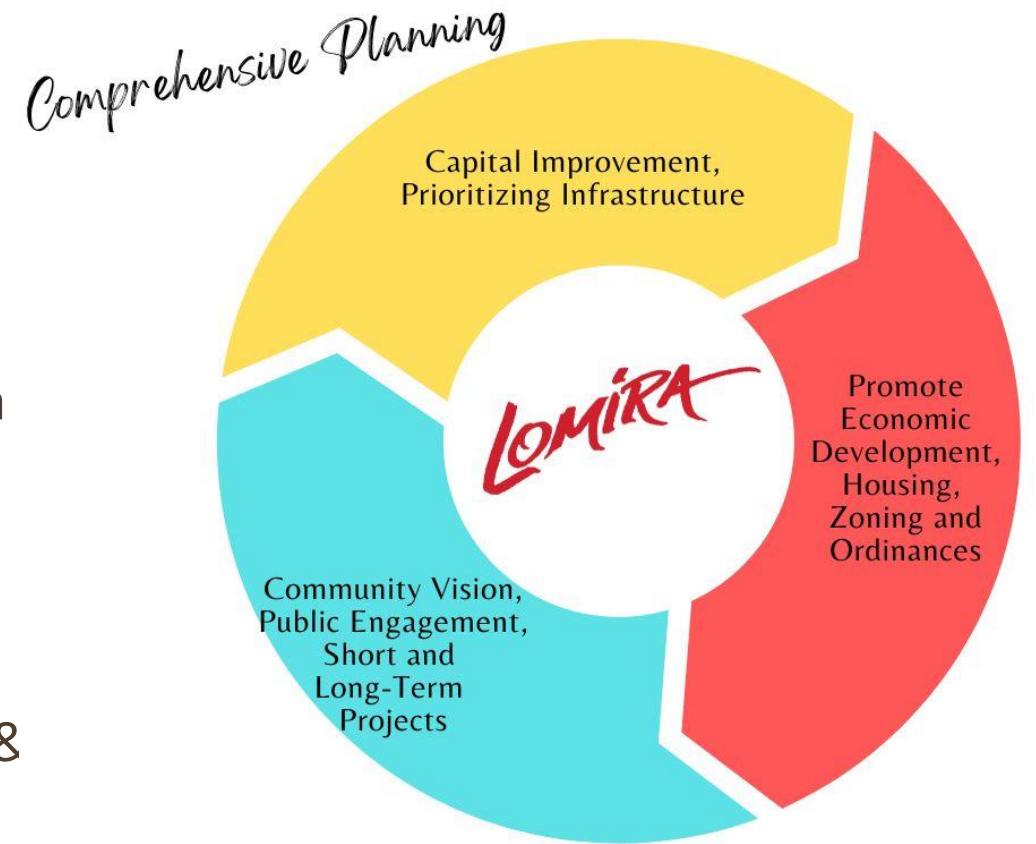 Comprehensive Planning
Capital Improvement,
Prioritizing Infrastructure
LOMiRA
Promote
Economic
Development,
Housing,
Zoning and
Ordinances
Community Vision,
Public Engagement,
Short and
Long-Term
Projects
&